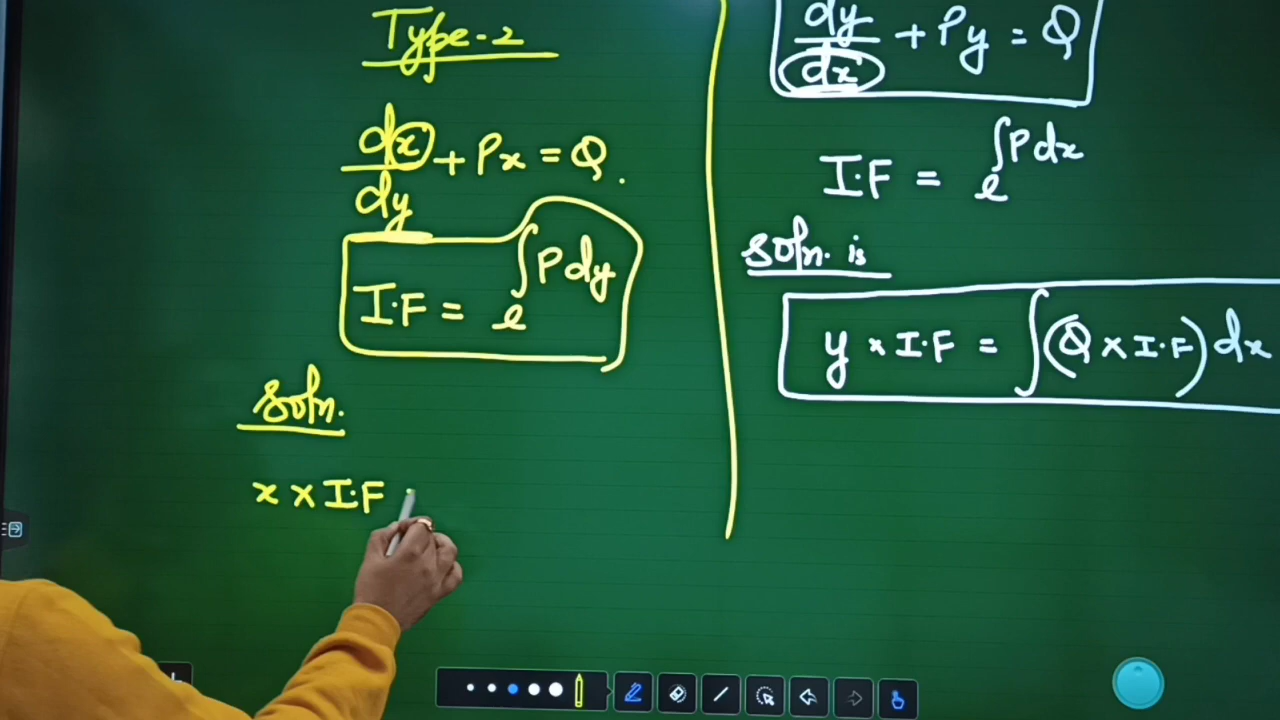 Type-2
dx/dy + Px = Q.
I.F = e^∫Pdy
Soln.
x × I.F
dy/dx + Py = Q
I.F = e^∫Pdx
Soln. is
y × I.F = ∫(Q × I.F) dx